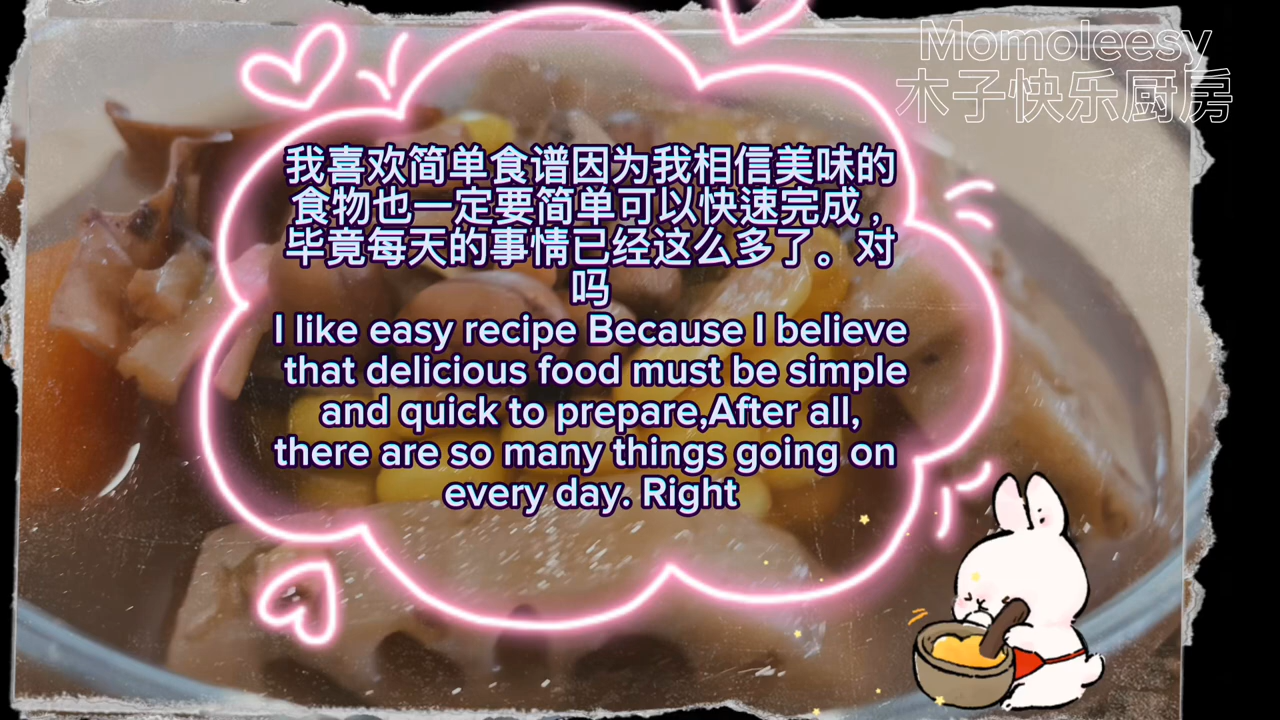 Momoleesy
木子快乐厨房
我喜欢简单食谱因为我相信美味的
食物也一定要简单可以快速完成，
毕竟每天的事情已经这么多了。对
吗
I like easy recipe Because I believe
that delicious food must be simple
and quick to prepare,After all,
there are so many things going on
every day. Right